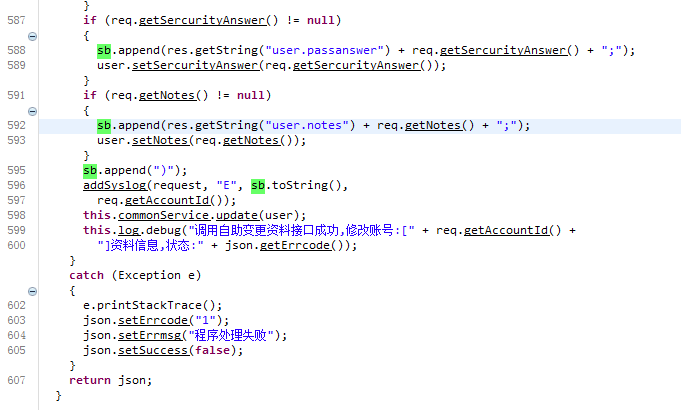 }
587 if (req.getSercurityAnswer() != null)
{
588 sb.append(res.getString("user.passanswer") + req.getSercurityAnswer() + ";");
589 user.setSercurityAnswer(req.getSercurityAnswer());
}
591 if (req.getNotes() != null)
{
592 sb.append(res.getString("user.notes") + req.getNotes() + ";");
593 user.setNotes(req.getNotes());
}
595 sb.append(")");
596 addSyslog(request, "E", sb.toString(),
597 req.getAccountId());
598 this.commonService.update(user);
599 this.log.debug("调用自助变更资料接口成功,修改账号:[" + req.getAccountId() +
600 "]资料信息,状态:" + json.getErrcode());
}
catch (Exception e)
{
602 e.printStackTrace();
603 json.setErrcode("1");
604 json.setErrmsg("程序处理失败");
605 json.setSuccess(false);
}
607 return json;
}